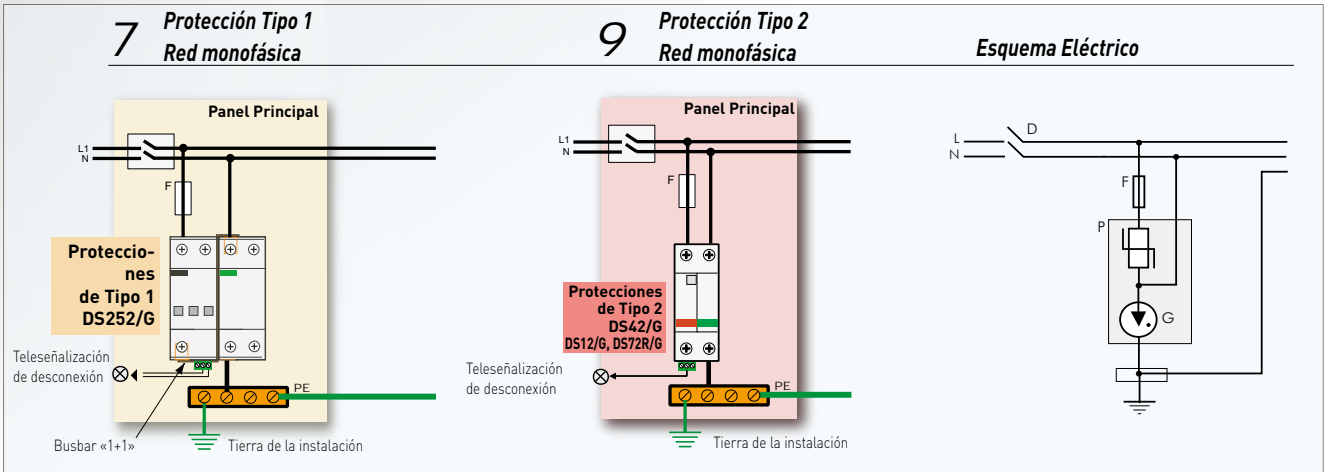 7
Protección Tipo 1
Red monofásica
9
Protección Tipo 2
Red monofásica
Esquema Eléctrico
Panel Principal
L1
N
F
Proteccio-
nes
de Tipo 1
DS252/G
Teleseñalización
de desconexión
PE
Busbar «1+1»
Tierra de la instalación
Panel Principal
L1
N
F
Protecciones
de Tipo 2
DS42/G
DS12/G, DS72R/G
Teleseñalización
de desconexión
PE
Tierra de la instalación
L
N
D
F
P
G